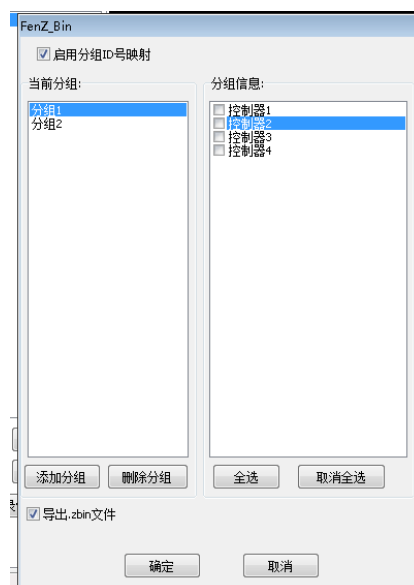 FenZ_Bin
启用分组ID号映射
当前分组:
分组1
分组2
添加分组
删除分组
分组信息:
控制器1
控制器2
控制器3
控制器4
全选
取消全选
导出.zbin文件
确定
取消